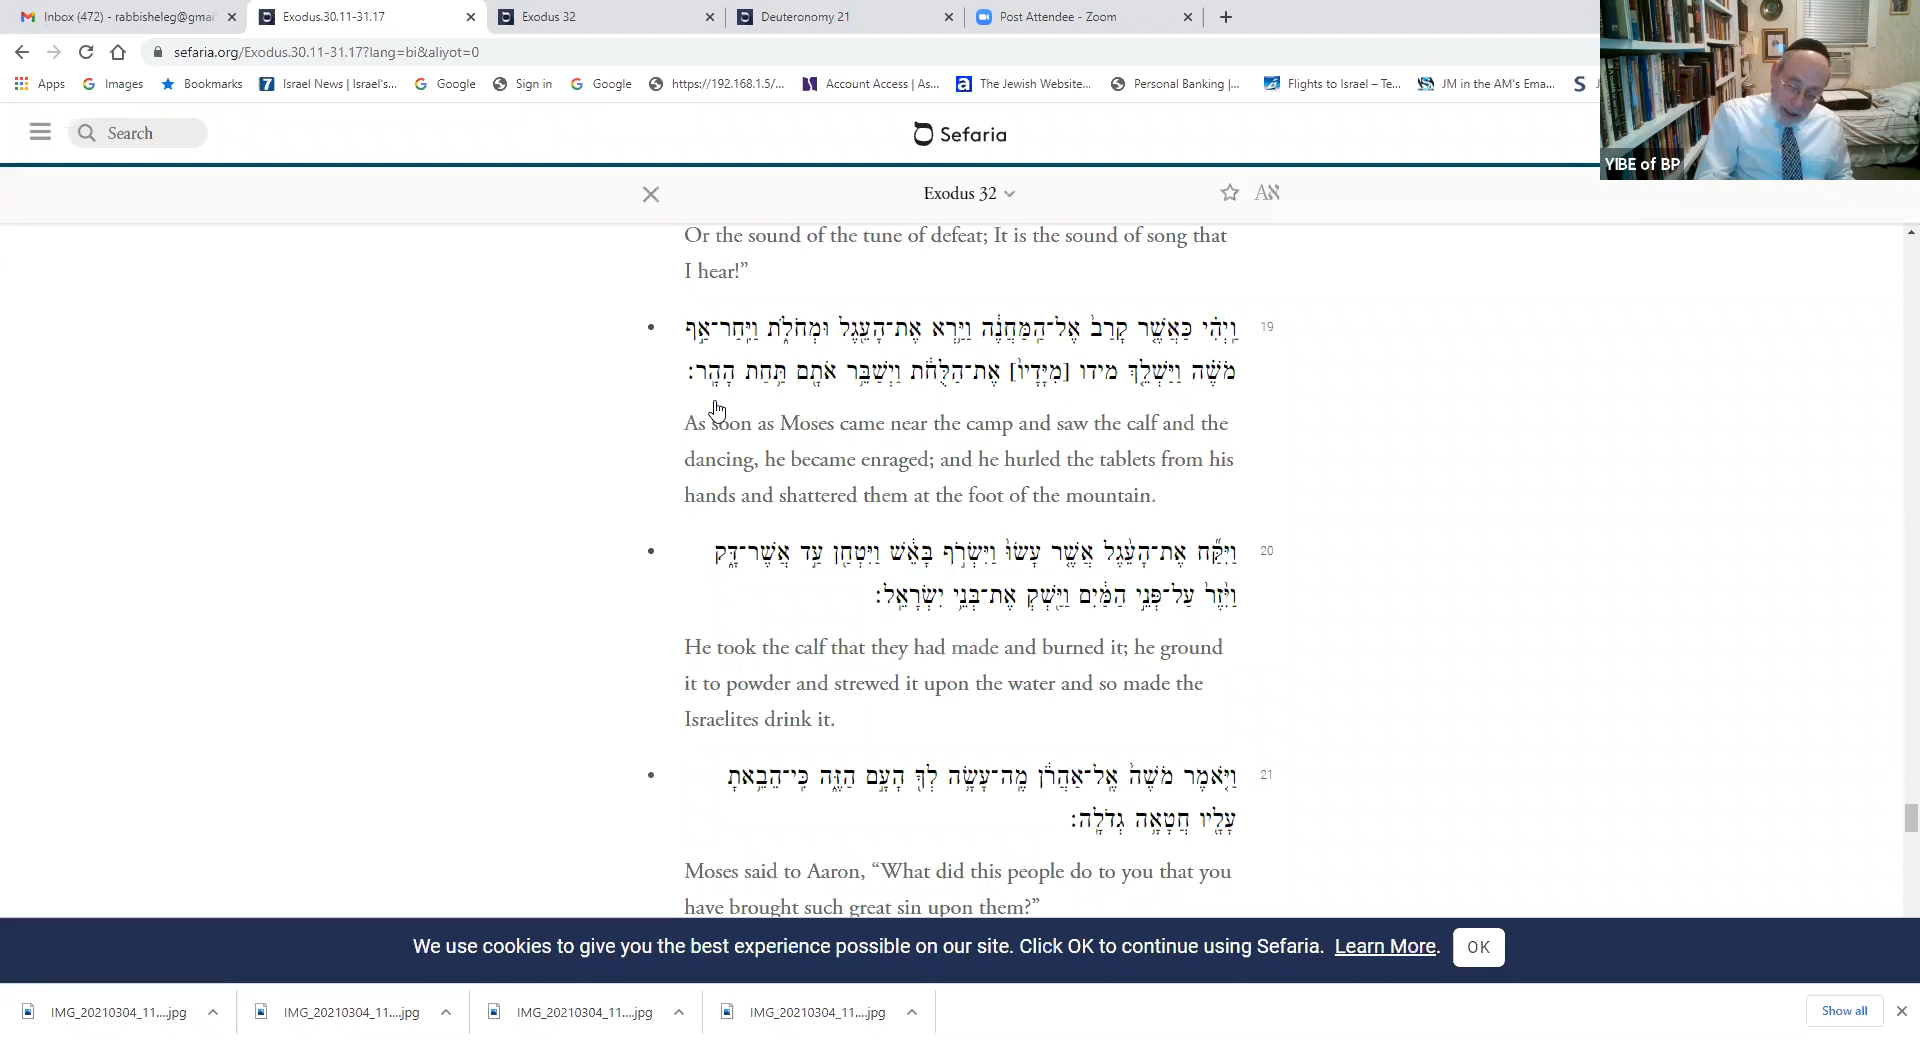 Inbox (472) - rabbisheleg@gmai
Exodus.30.11-31.17
Exodus 32
Deuteronomy 21
Post Attendee - Zoom
sefaria.org/Exodus.30.11-31.17?lang=bi&aliyot=0
Apps
Images
Bookmarks
Israel News | Israel's...
Google
Sign in
Google
https://192.168.1.5/...
Account Access | As...
The Jewish Website...
Personal Banking |...
Flights to Israel – Te...
JM in the AM's Ema...
YIBE of BP
Search
Sefaria
Exodus 32
Or the sound of the tune of defeat; It is the sound of song that
I hear!”
19
וַֽיְהִ֗י כַּאֲשֶׁ֤ר קָרַב֙ אֶל־הַֽמַּחֲנֶ֔ה וַיַּ֥רְא אֶת־הָעֵ֖גֶל וּמְחֹלֹ֑ת וַיִּֽחַר־אַ֣ף
מֹשֶׁ֗ה וַיַּשְׁלֵ֤ךְ מידו [מִיָּדָיו֙] אֶת־הַלֻּחֹ֔ת וַיְשַׁבֵּ֥ר אֹתָ֖ם תַּ֥חַת הָהָֽר׃
As soon as Moses came near the camp and saw the calf and the
dancing, he became enraged; and he hurled the tablets from his
hands and shattered them at the foot of the mountain.
20
וַיִּקַּ֞ח אֶת־הָעֵ֨גֶל אֲשֶׁ֤ר עָשׂוּ֙ וַיִּשְׂרֹ֣ף בָּאֵ֔שׁ וַיִּטְחַ֖ן עַ֣ד אֲשֶׁר־דָּ֑ק
וַיִּ֙זֶר֙ עַל־פְּנֵ֣י הַמַּ֔יִם וַיַּ֖שְׁקְ אֶת־בְּנֵ֥י יִשְׂרָאֵֽל׃
He took the calf that they had made and burned it; he ground
it to powder and strewed it upon the water and so made the
Israelites drink it.
21
וַיֹּ֤אמֶר מֹשֶׁה֙ אֶֽל־אַהֲרֹ֔ן מֶֽה־עָשָׂ֥ה לְךָ֖ הָעָ֣ם הַזֶּ֑ה כִּֽי־הֵבֵ֥אתָ
עָלָ֖יו חֲטָאָ֥ה גְדֹלָֽה׃
Moses said to Aaron, “What did this people do to you that you
have brought such great sin upon them?”
We use cookies to give you the best experience possible on our site. Click OK to continue using Sefaria. Learn More. OK
IMG_20210304_11....jpg
IMG_20210304_11....jpg
IMG_20210304_11....jpg
IMG_20210304_11....jpg
Show all